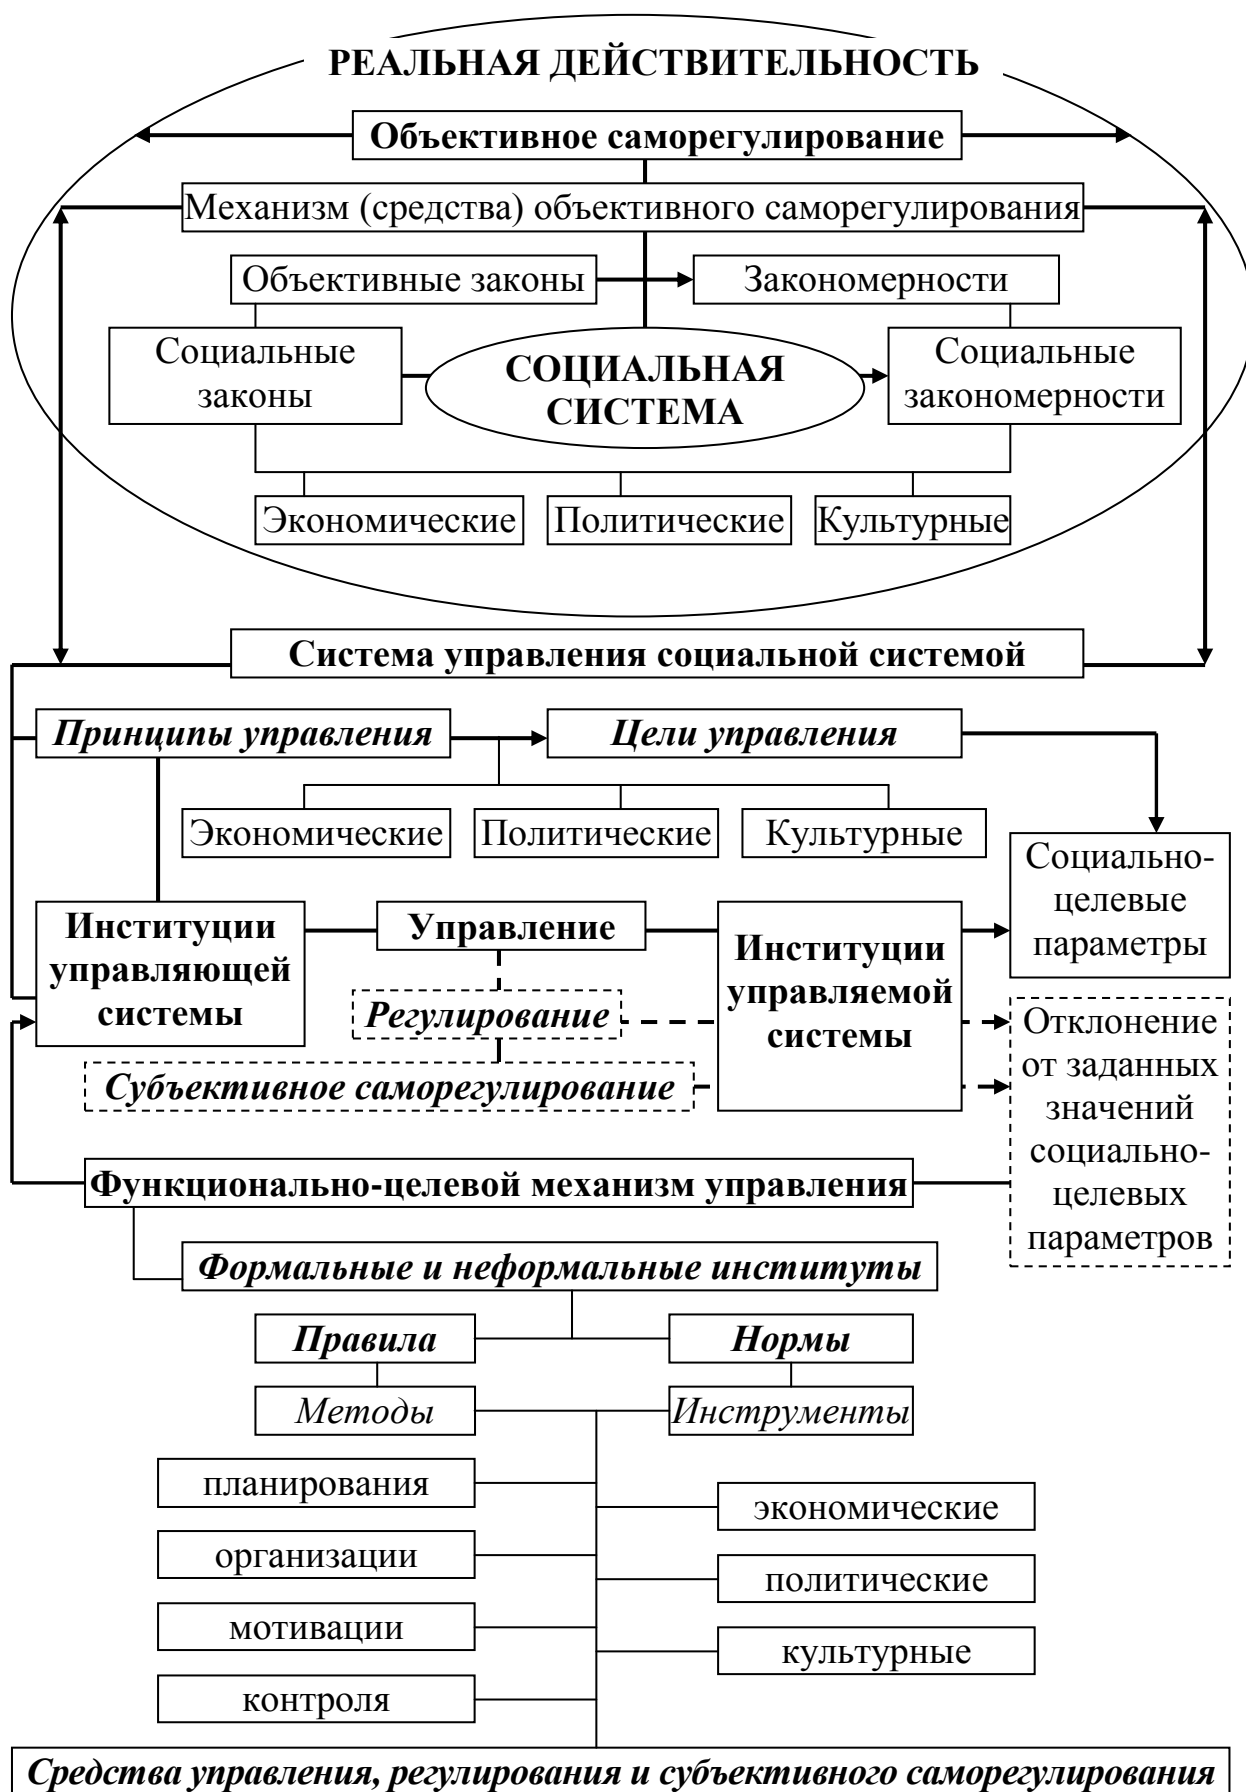 РЕАЛЬНАЯ ДЕЙСТВИТЕЛЬНОСТЬ
Объективное саморегулирование
Механизм (средства) объективного саморегулирования
Объективные законы
Закономерности
Социальные
законы
СОЦИАЛЬНАЯ
СИСТЕМА
Социальные
закономерности
Экономические
Политические
Культурные
Система управления социальной системой
Принципы управления
Цели управления
Экономические
Политические
Культурные
Социально-
целевые
параметры
Институции
управляющей
системы
Управление
Институции
управляемой
системы
Регулирование
Субъективное саморегулирование
Отклонение
от заданных
значений
социально-
целевых
параметров
Функционально-целевой механизм управления
Формальные и неформальные институты
Правила
Нормы
Методы
Инструменты
планирования
экономические
организации
политические
мотивации
культурные
контроля
Средства управления, регулирования и субъективного саморегулирования